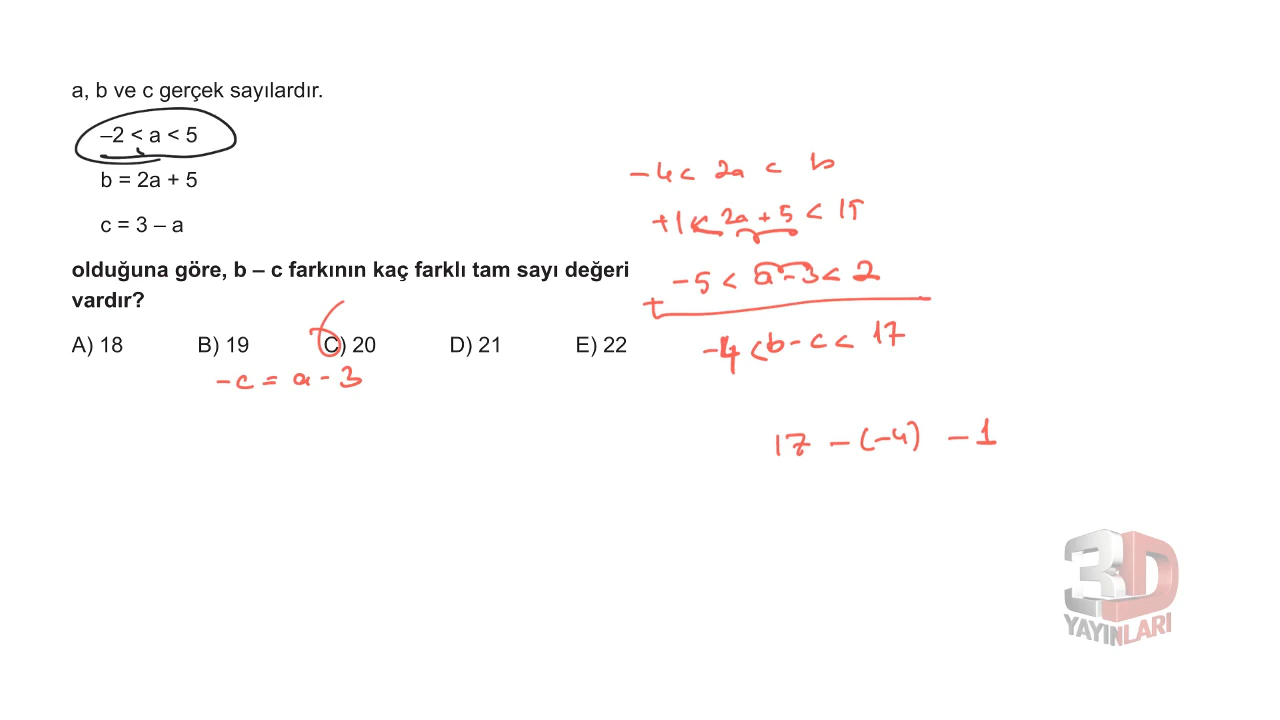 a, b ve c gerçek sayılardır.
–2 < a < 5
b = 2a + 5
c = 3 – a
olduğuna göre, b – c farkının kaç farklı tam sayı değeri
vardır?
A) 18 B) 19 C) 20 D) 21 E) 22
-c = a - 3
-4 < 2a < b
+1 < 2a + 5 < 15
-5 < a - 3 < 2
+
-4 < b - c < 17
17 - (-4) - 1
3D
YAYINLARI